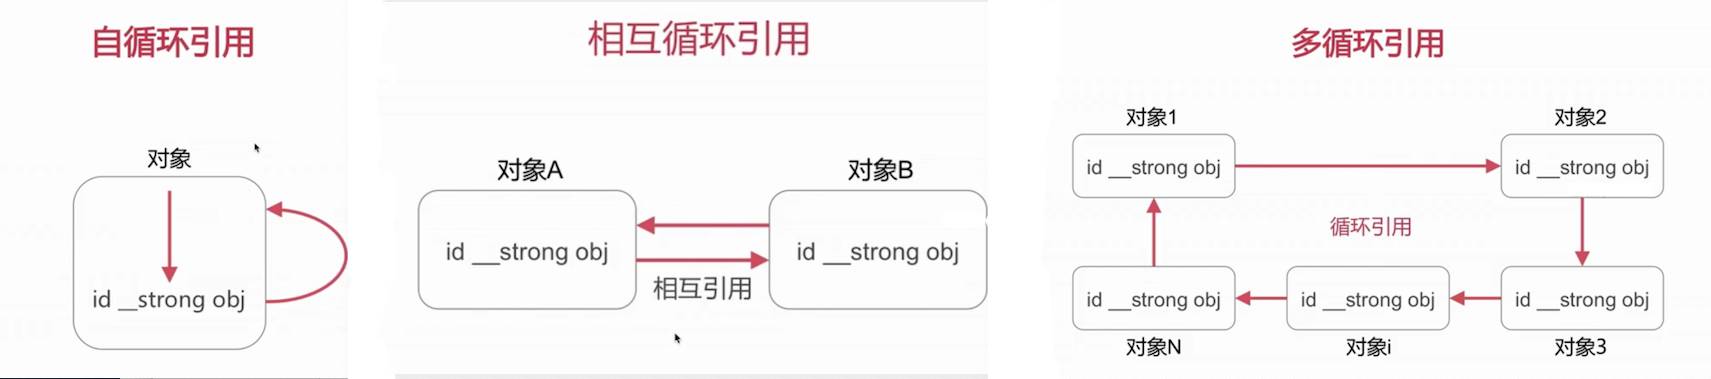 自循环引用
对象
id __strong obj
相互循环引用
对象A
对象B
id __strong obj
id __strong obj
相互引用
多循环引用
对象1
对象2
id __strong obj
id __strong obj
循环引用
id __strong obj
id __strong obj
id __strong obj
对象N
对象i
对象3